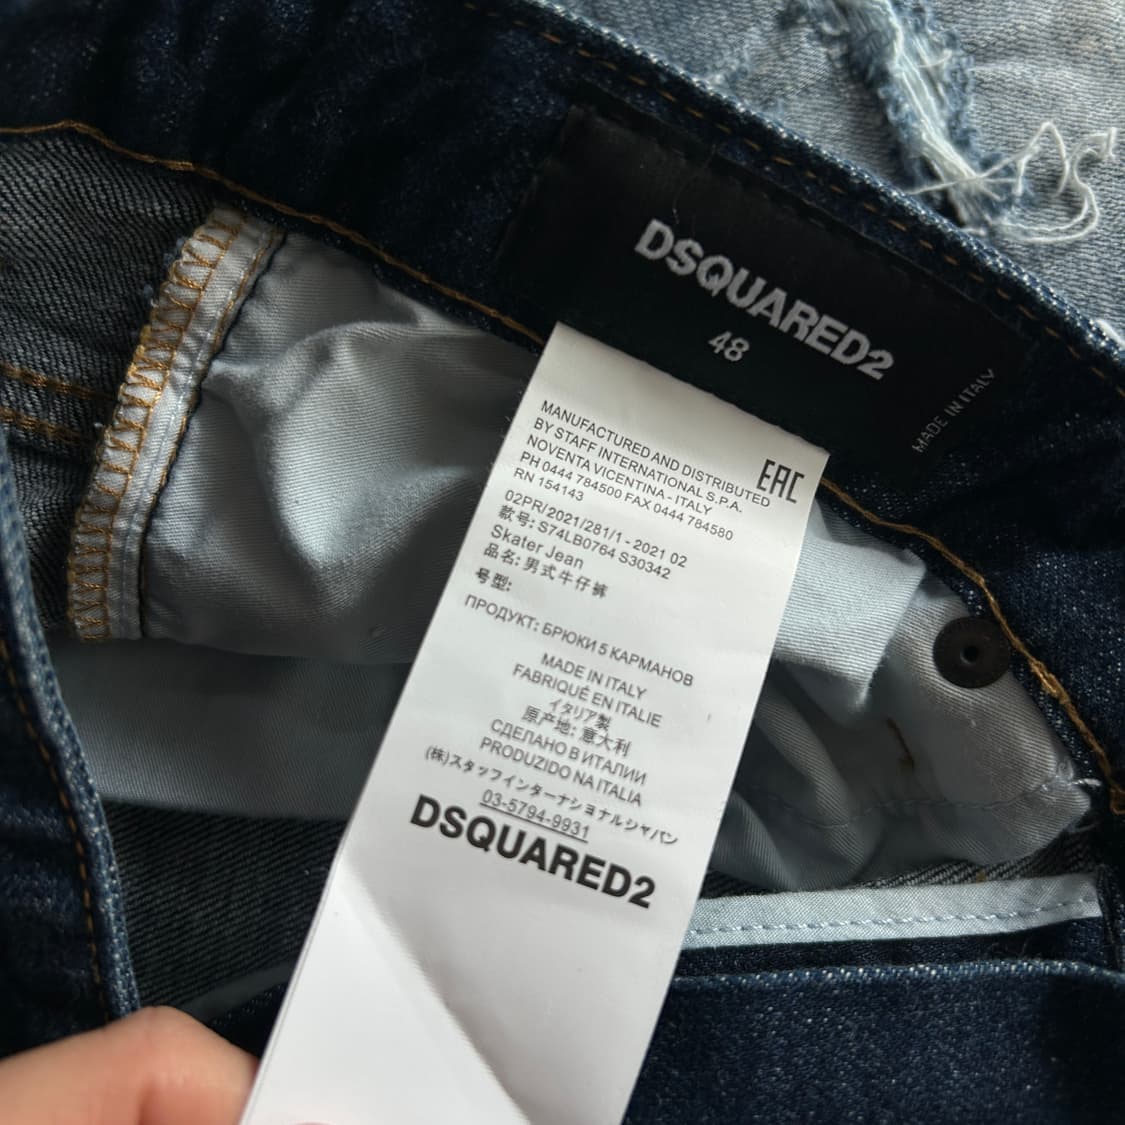 DSQUARED2
48
MADE IN ITALY
MANUFACTURED AND DISTRIBUTED
BY STAFF INTERNATIONAL S.P.A.
NOVENTA VICENTINA - ITALY
PH 0444 784500 FAX 0444 784580
RN 154143
EAC
02PR/2021/281/1 - 2021 02
款号: S74LB0764 S30342
Skater Jean
品名: 男式牛仔裤
号型:
ПРОДУКТ: БРЮКИ 5 КАРМАНОВ
MADE IN ITALY
FABRIQUÉ EN ITALIE
イタリア製
原产地: 意大利
СДЕЛАНО В ИТАЛИИ
PRODUZIDO NA ITALIA
(株)スタッフインターナショナルジャパン
03-5794-9931
DSQUARED2